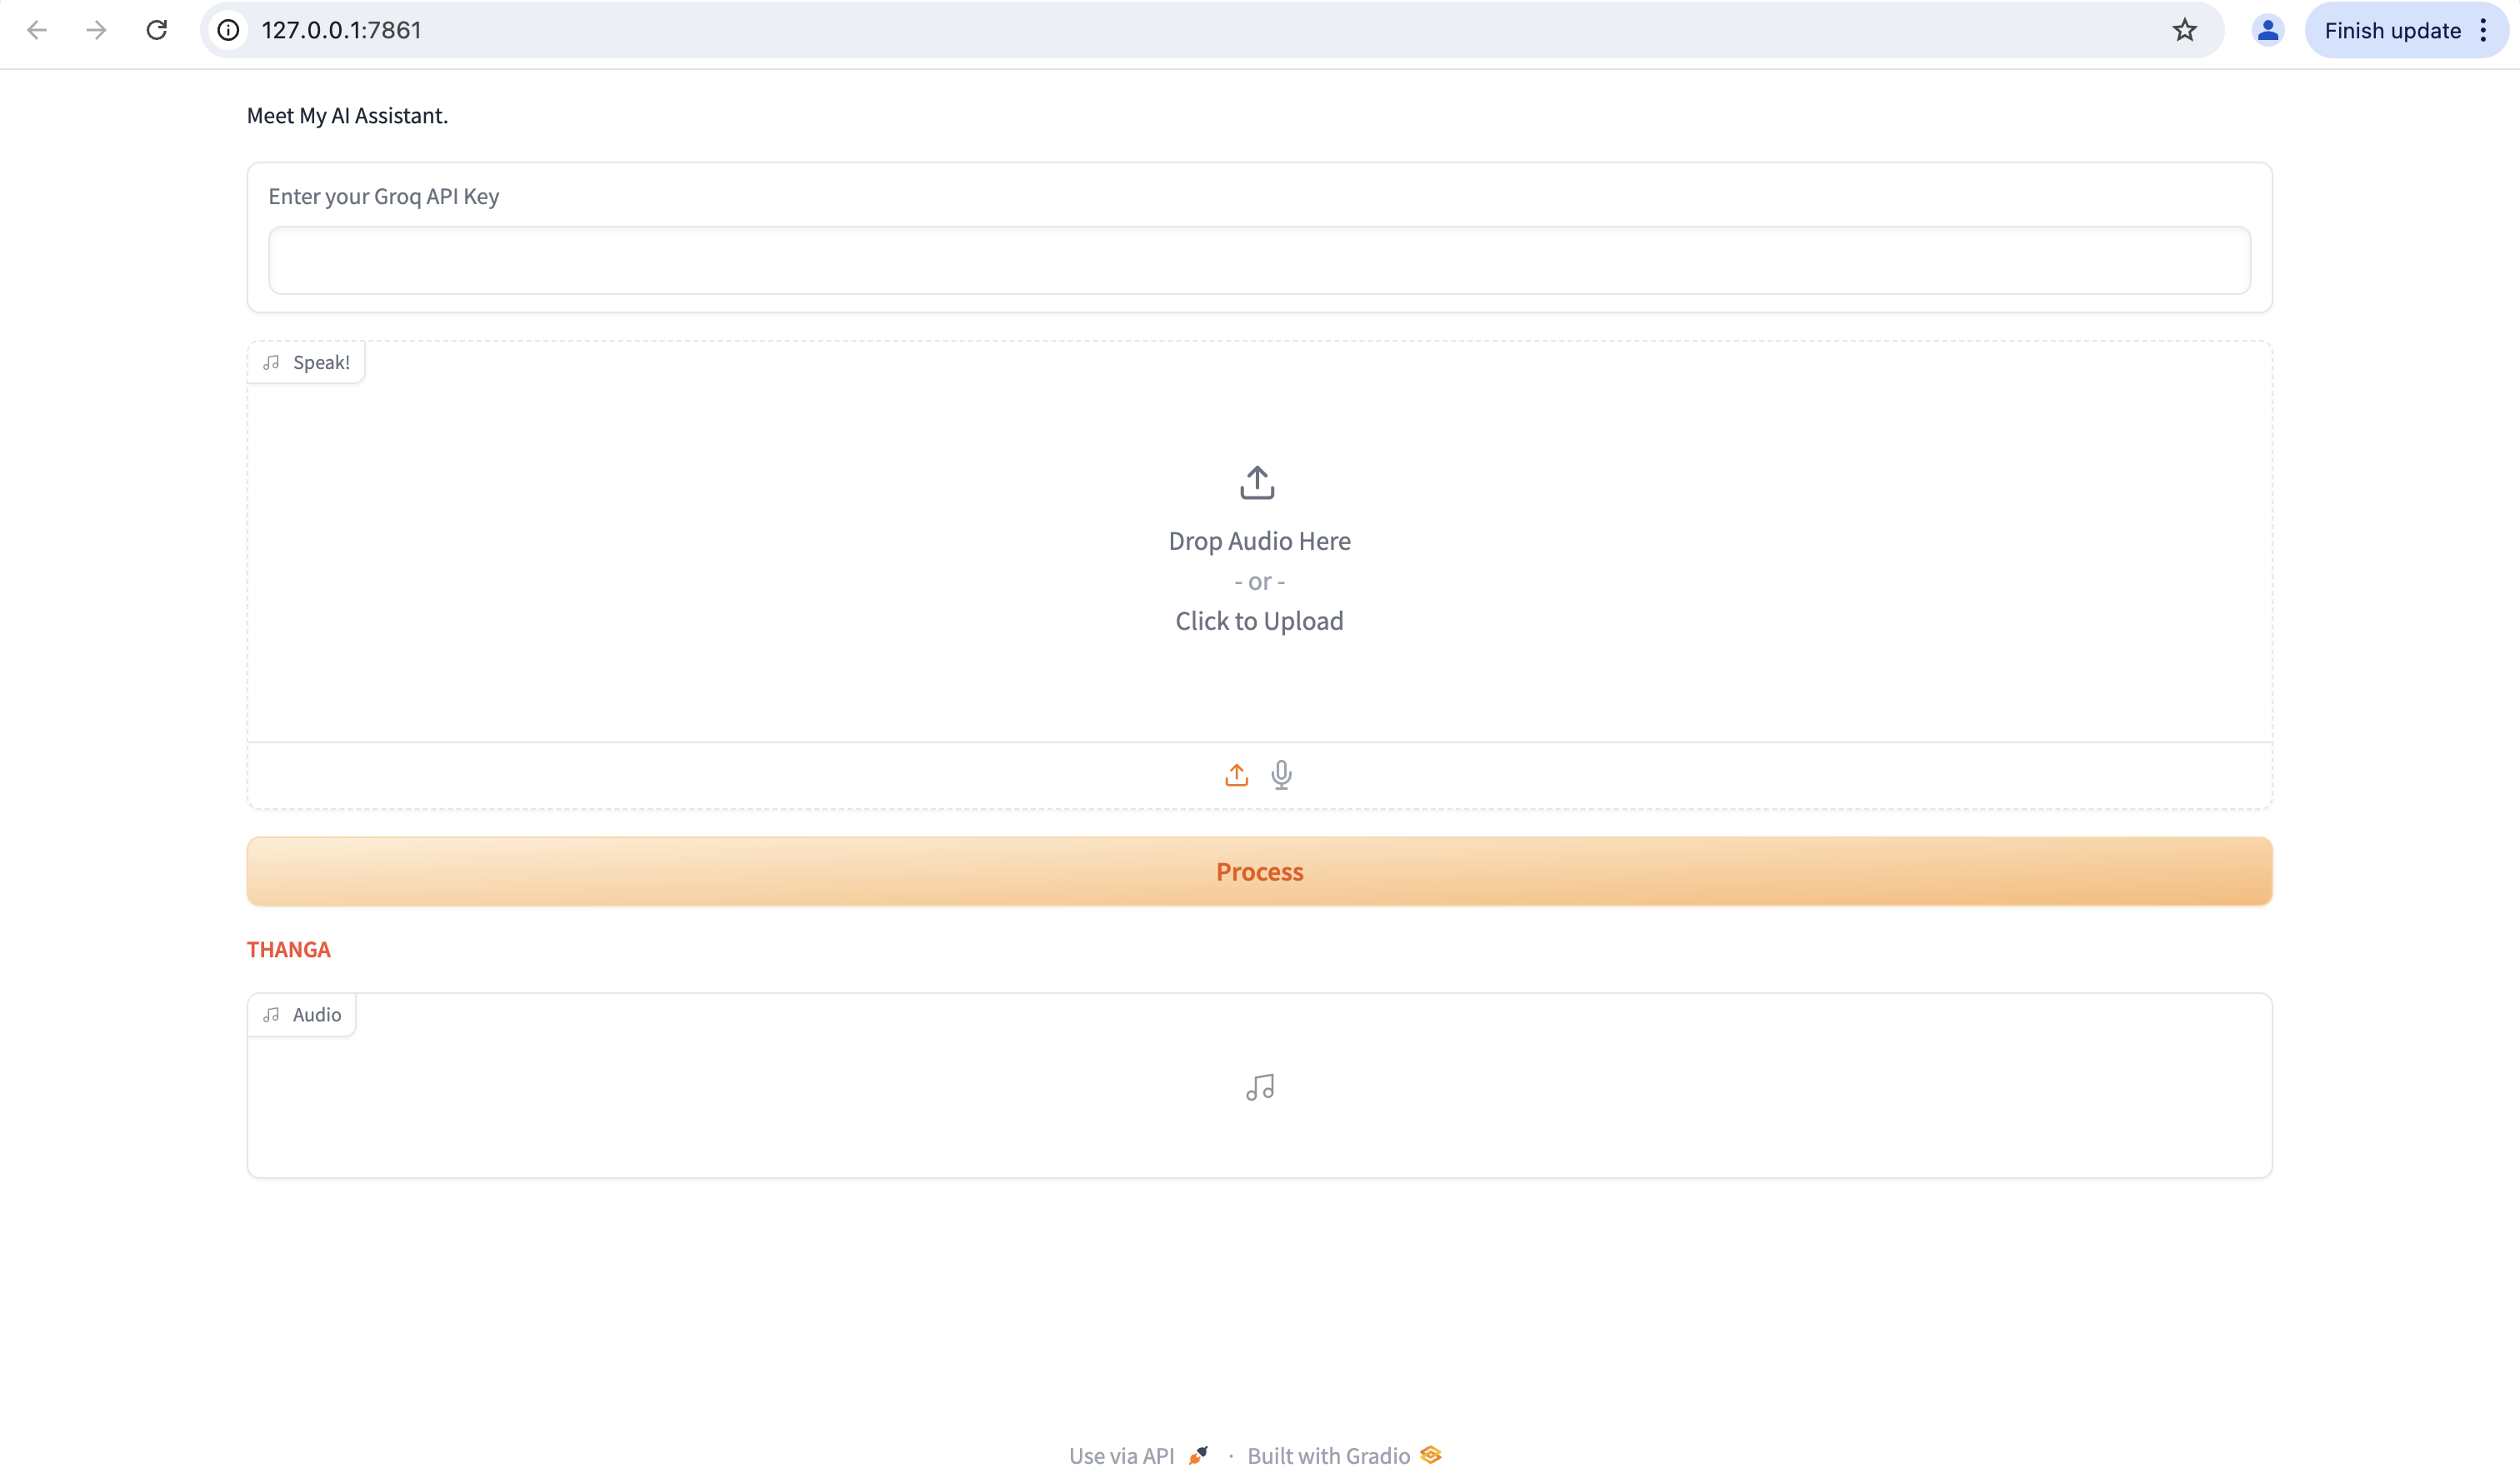 127.0.0.1:7861
Finish update
Meet My AI Assistant.
Enter your Groq API Key
Speak!
Drop Audio Here
- or -
Click to Upload
Process
THANGA
Audio
Use via API · Built with Gradio